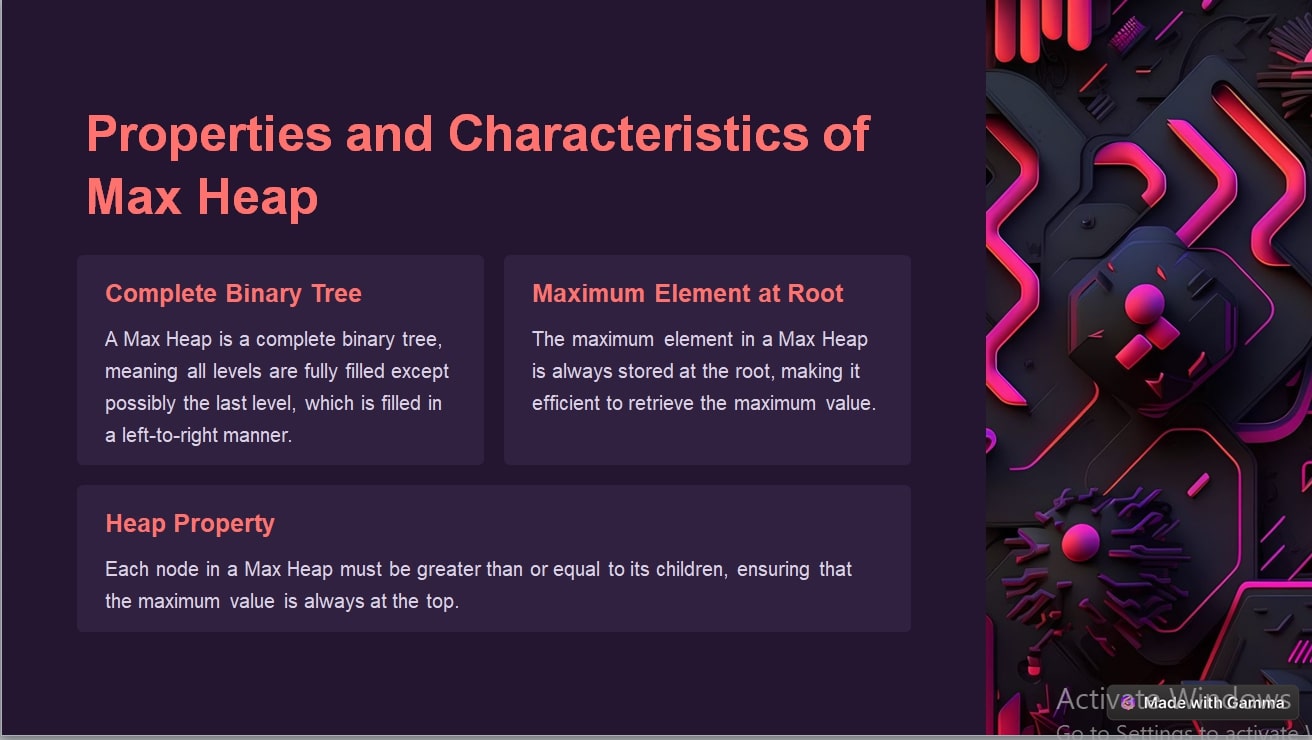 Properties and Characteristics of
Max Heap
Complete Binary Tree
A Max Heap is a complete binary tree,
meaning all levels are fully filled except
possibly the last level, which is filled in
a left-to-right manner.
Maximum Element at Root
The maximum element in a Max Heap
is always stored at the root, making it
efficient to retrieve the maximum value.
Heap Property
Each node in a Max Heap must be greater than or equal to its children, ensuring that
the maximum value is always at the top.
Activate Windows
Made with Gamma
Go to Settings to activate